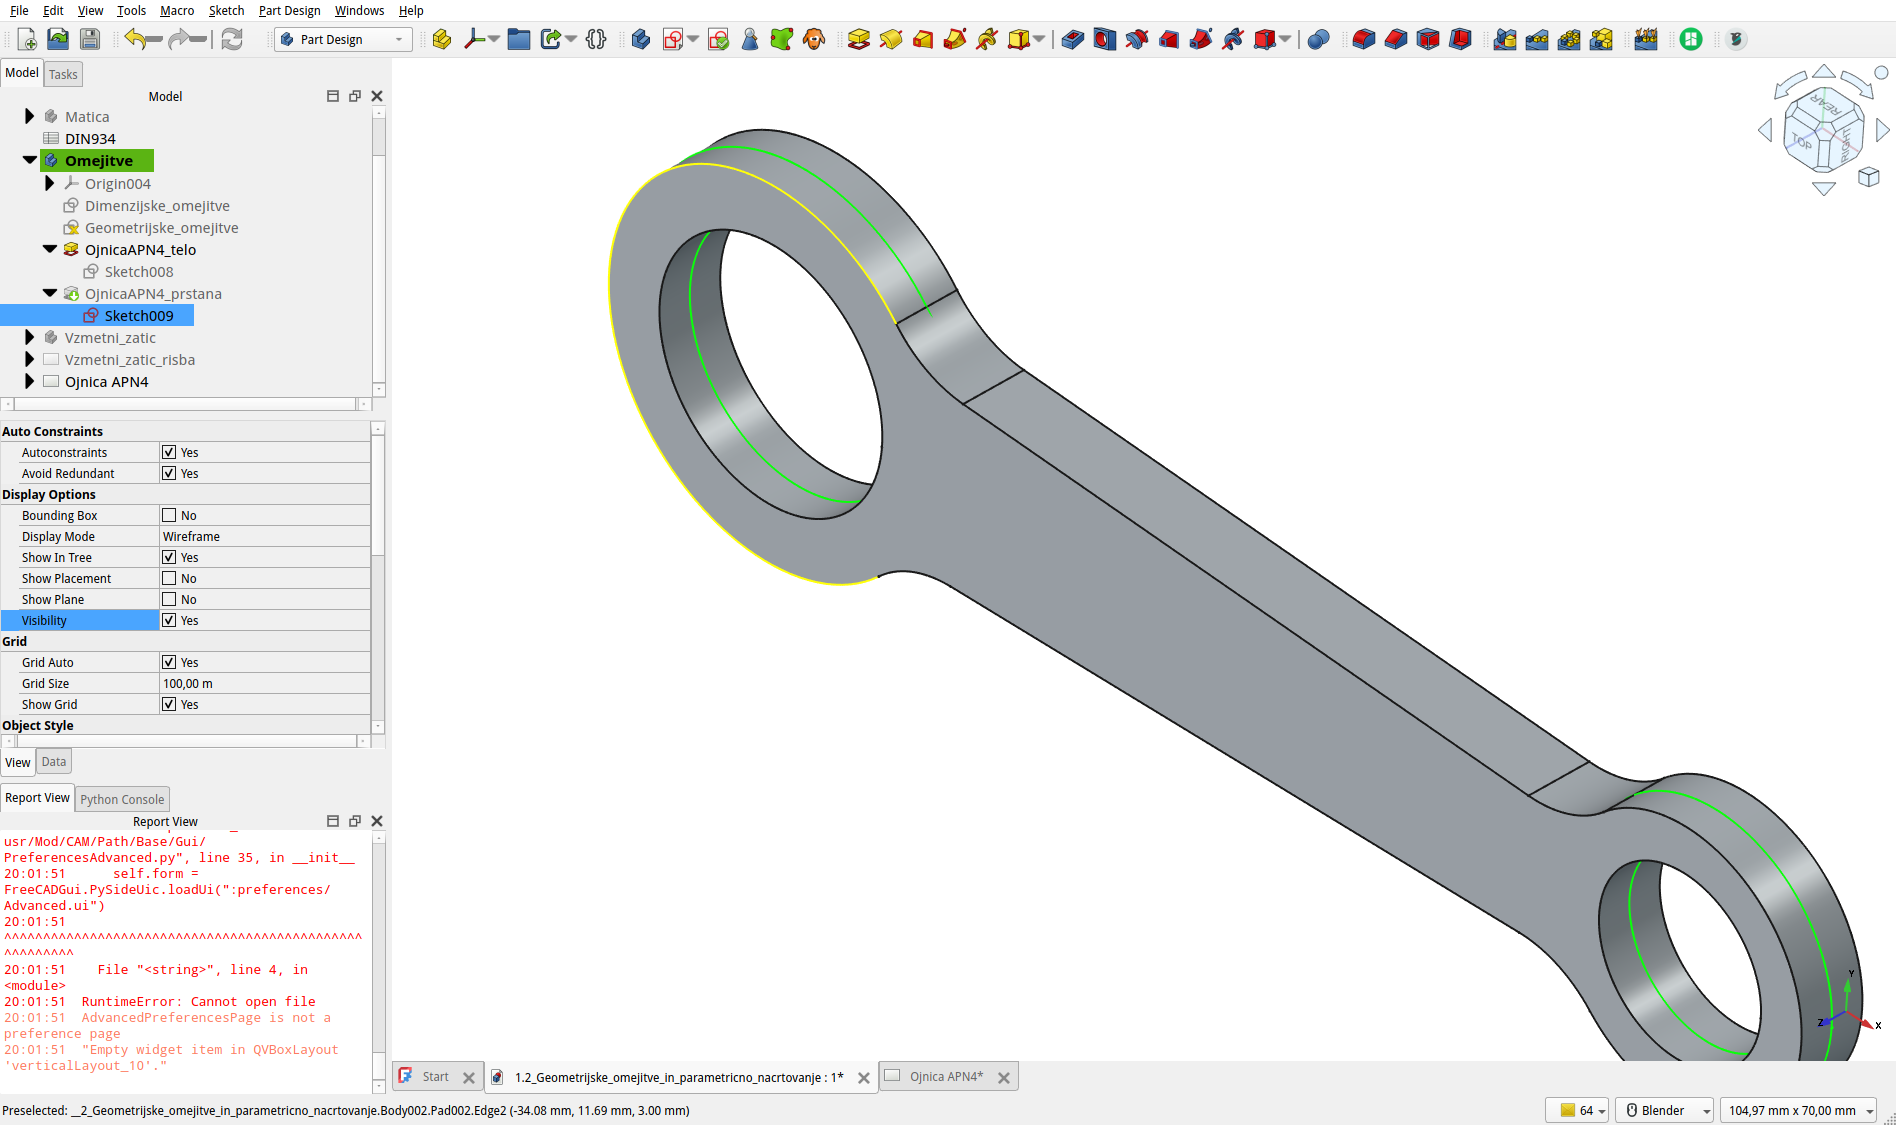 File Edit View Tools Macro Sketch Part Design Windows Help
Part Design
Model Tasks
Model
Matica
DIN934
Omejitve
Origin004
Dimenzijske_omejitve
Geometrijske_omejitve
OjnicaAPN4_telo
Sketch008
OjnicaAPN4_prstana
Sketch009
Vzmetni_zatic
Vzmetni_zatic_risba
Ojnica APN4
Auto Constraints
Autoconstraints Yes
Avoid Redundant Yes
Display Options
Bounding Box No
Display Mode Wireframe
Show In Tree Yes
Show Placement No
Show Plane No
Visibility Yes
Grid
Grid Auto Yes
Grid Size 100,00 m
Show Grid Yes
Object Style
View Data
Report View Python Console
Report View
usr/Mod/CAM/Path/Base/Gui/
PreferencesAdvanced.py", line 35, in __init__
20:01:51 self.form =
FreeCADGui.PySideUic.loadUi(":preferences/
Advanced.ui")
20:01:51
^^^^^^^^^^^^^^^^^^^^^^^^^^^^^^^^^^^^^^^^^^^^^^
^^^^^^^^^
20:01:51 File "<string>", line 4, in
<module>
20:01:51 RuntimeError: Cannot open file
20:01:51 AdvancedPreferencesPage is not a
preference page
20:01:51 "Empty widget item in QVBoxLayout
'verticalLayout_10'."
REAR
TOP
RIGHT
Y
Z
X
Start 1.2_Geometrijske_omejitve_in_parametricno_nacrtovanje : 1* Ojnica APN4*
Preselected: __2_Geometrijske_omejitve_in_parametricno_nacrtovanje.Body002.Pad002.Edge2 (-34.08 mm, 11.69 mm, 3.00 mm)
64 Blender 104,97 mm x 70,00 mm